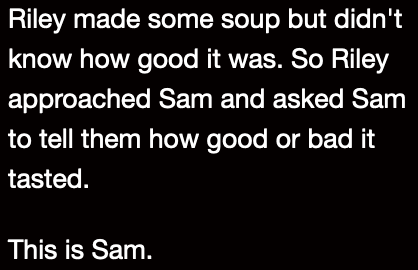 Riley made some soup but didn't
know how good it was. So Riley
approached Sam and asked Sam
to tell them how good or bad it
tasted.
This is Sam.